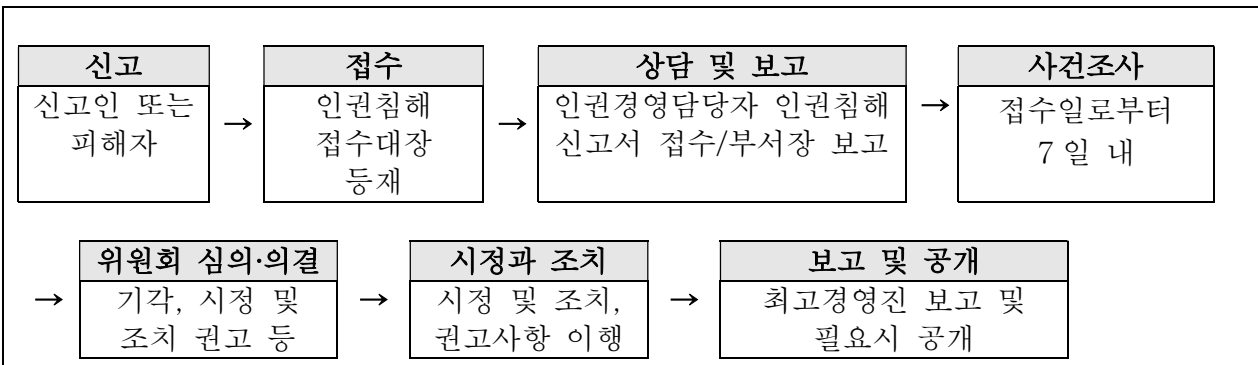 신고
신고인 또는
피해자
→
접수
인권침해
접수대장
등재
→
상담 및 보고
인권경영담당자 인권침해
신고서 접수/부서장 보고
→
사건조사
접수일로부터
7일 내
→
위원회 심의·의결
기각, 시정 및
조치 권고 등
→
시정과 조치
시정 및 조치,
권고사항 이행
→
보고 및 공개
최고경영진 보고 및
필요시 공개